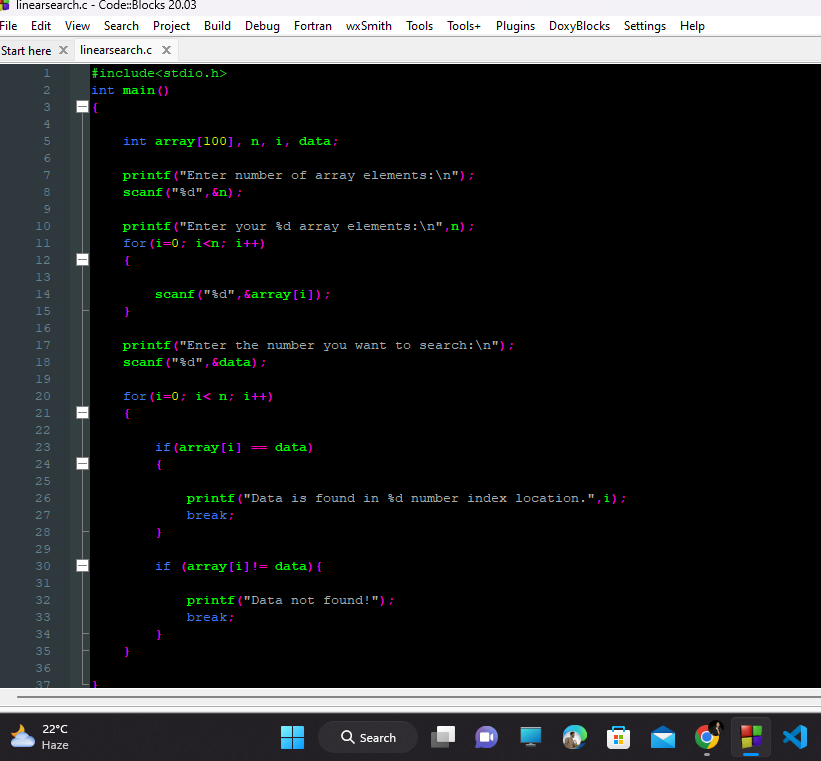 linearsearch.c - Code::Blocks 20.03
File Edit View Search Project Build Debug Fortran wxSmith Tools Tools+ Plugins DoxyBlocks Settings Help
Start here linearsearch.c
1 #include<stdio.h>
2 int main()
3 {
4
5 int array[100], n, i, data;
6
7 printf("Enter number of array elements:\n");
8 scanf("%d",&n);
9
10 printf("Enter your %d array elements:\n",n);
11 for(i=0; i<n; i++)
12 {
13
14 scanf("%d",&array[i]);
15 }
16
17 printf("Enter the number you want to search:\n");
18 scanf("%d",&data);
19
20 for(i=0; i< n; i++)
21 {
22
23 if(array[i] == data)
24 {
25
26 printf("Data is found in %d number index location.",i);
27 break;
28 }
29
30 if (array[i]!= data){
31
32 printf("Data not found!");
33 break;
34 }
35 }
36
37 }
22°C
Haze
Search